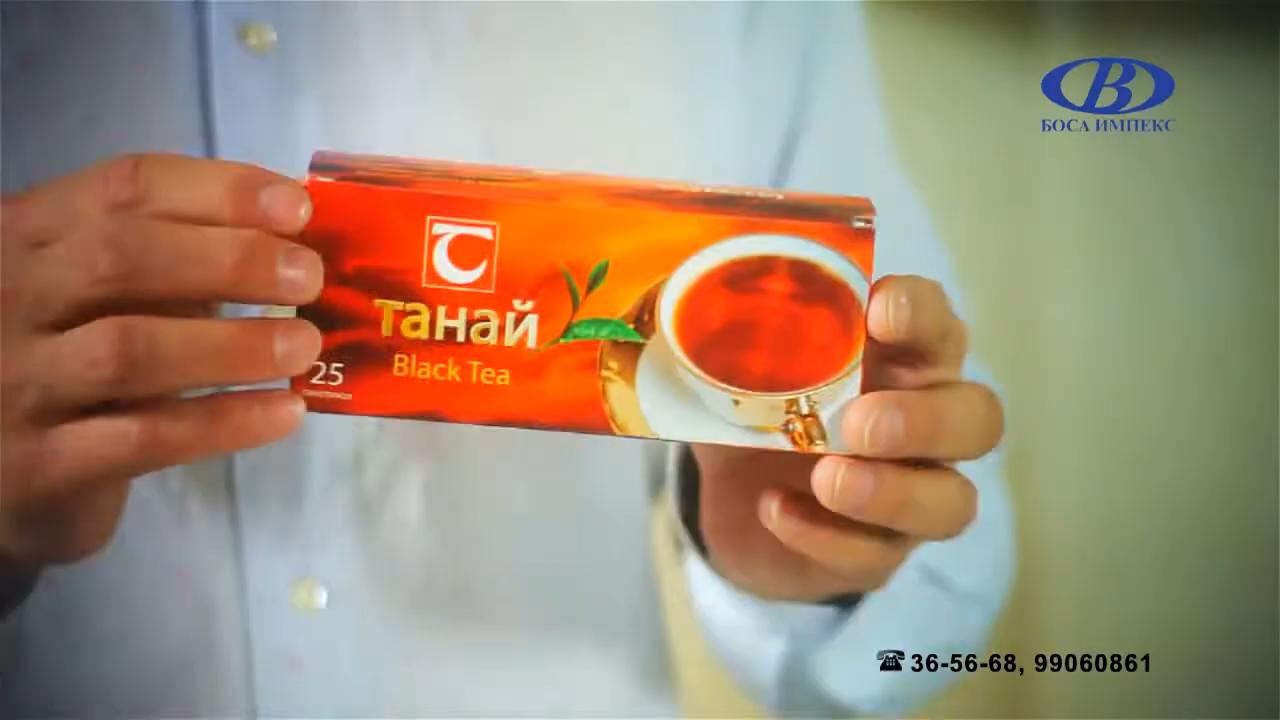 B
БОСА ИМПЕКС
танай
Black Tea
25
36-56-68, 99060861